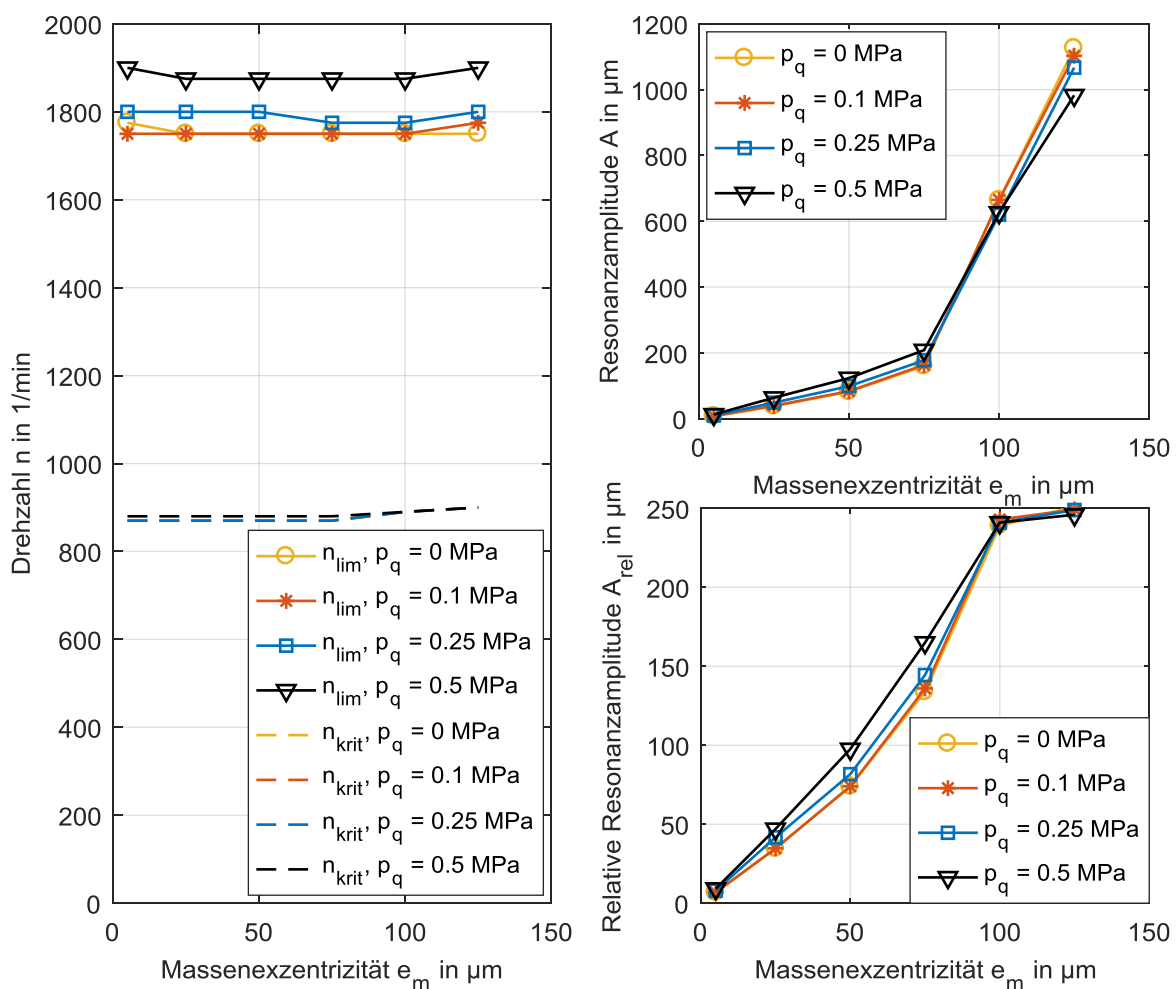 2000
1800
1600
1400
1200
1000
800
600
400
200
0
Drehzahl n in 1/min
n_lim, p_q = 0 MPa
n_lim, p_q = 0.1 MPa
n_lim, p_q = 0.25 MPa
n_lim, p_q = 0.5 MPa
n_krit, p_q = 0 MPa
n_krit, p_q = 0.1 MPa
n_krit, p_q = 0.25 MPa
n_krit, p_q = 0.5 MPa
0 50 100 150
Massenexzentrizität e_m in µm
1200
1000
800
600
400
200
0
Resonanzamplitude A in µm
p_q = 0 MPa
p_q = 0.1 MPa
p_q = 0.25 MPa
p_q = 0.5 MPa
0 50 100 150
Massenexzentrizität e_m in µm
250
200
150
100
50
0
Relative Resonanzamplitude A_rel in µm
p_q = 0 MPa
p_q = 0.1 MPa
p_q = 0.25 MPa
p_q = 0.5 MPa
0 50 100 150
Massenexzentrizität e_m in µm